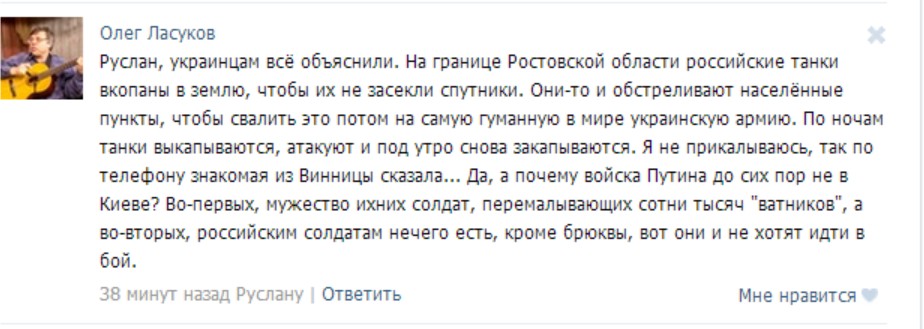 Олег Ласуков
Руслан, украинцам всё объяснили. На границе Ростовской области российские танки
вкопаны в землю, чтобы их не засекли спутники. Они-то и обстреливают населённые
пункты, чтобы свалить это потом на самую гуманную в мире украинскую армию. По ночам
танки выкапываются, атакуют и под утро снова закапываются. Я не прикалываюсь, так по
телефону знакомая из Винницы сказала... Да, а почему войска Путина до сих пор не в
Киеве? Во-первых, мужество ихних солдат, перемалывающих сотни тысяч "ватников", а
во-вторых, российским солдатам нечего есть, кроме брюквы, вот они и не хотят идти в
бой.
38 минут назад Руслану | Ответить Мне нравится